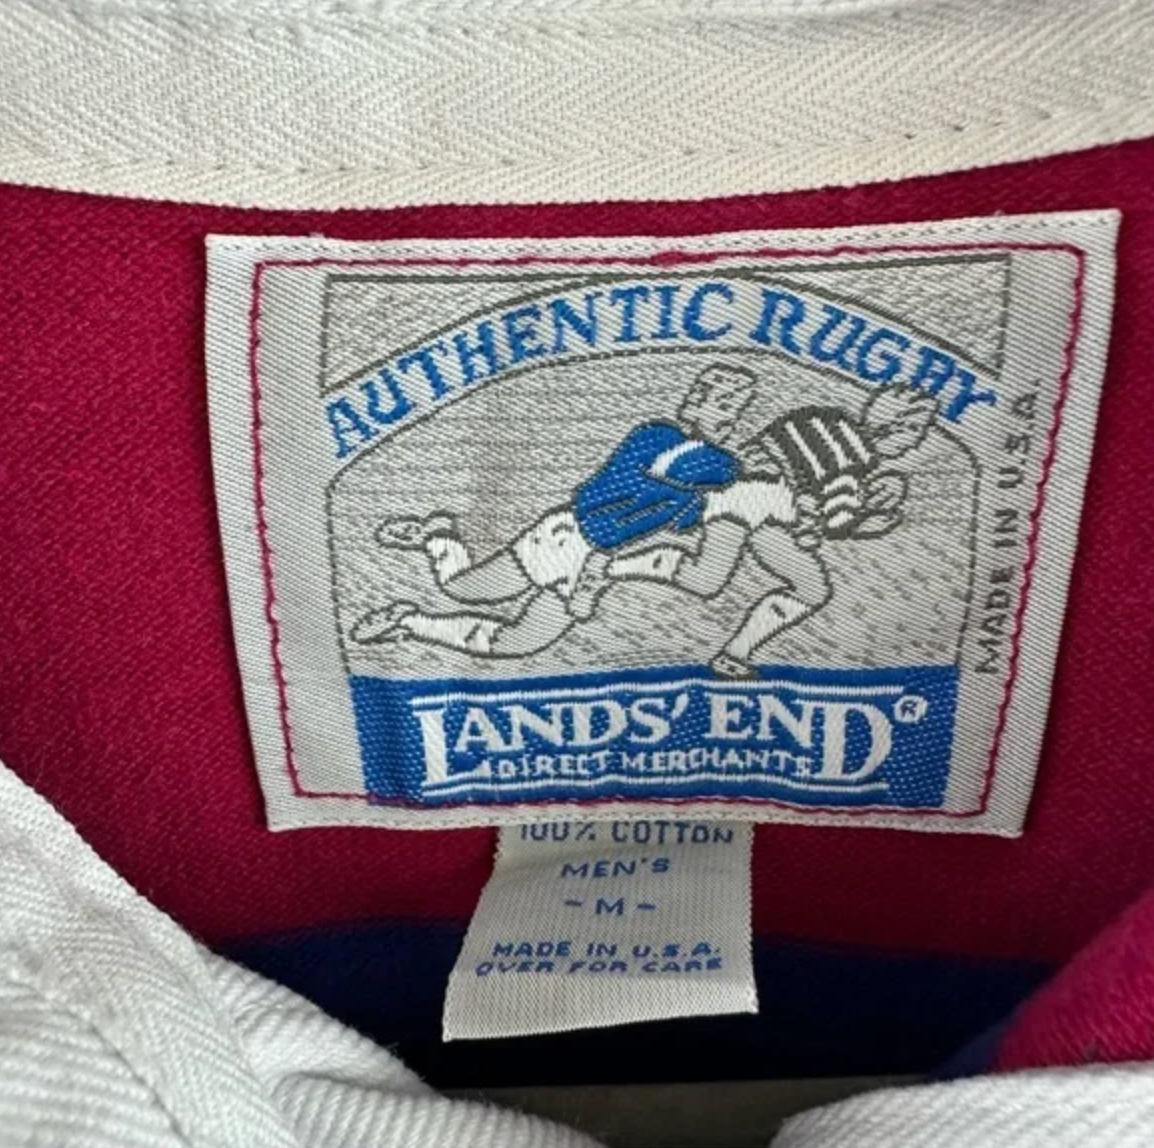 AUTHENTIC RUGBY
MADE IN U.S.A.
LANDS' END®
DIRECT MERCHANTS
100% COTTON
MEN'S
- M -
MADE IN U.S.A.
OVER FOR CARE